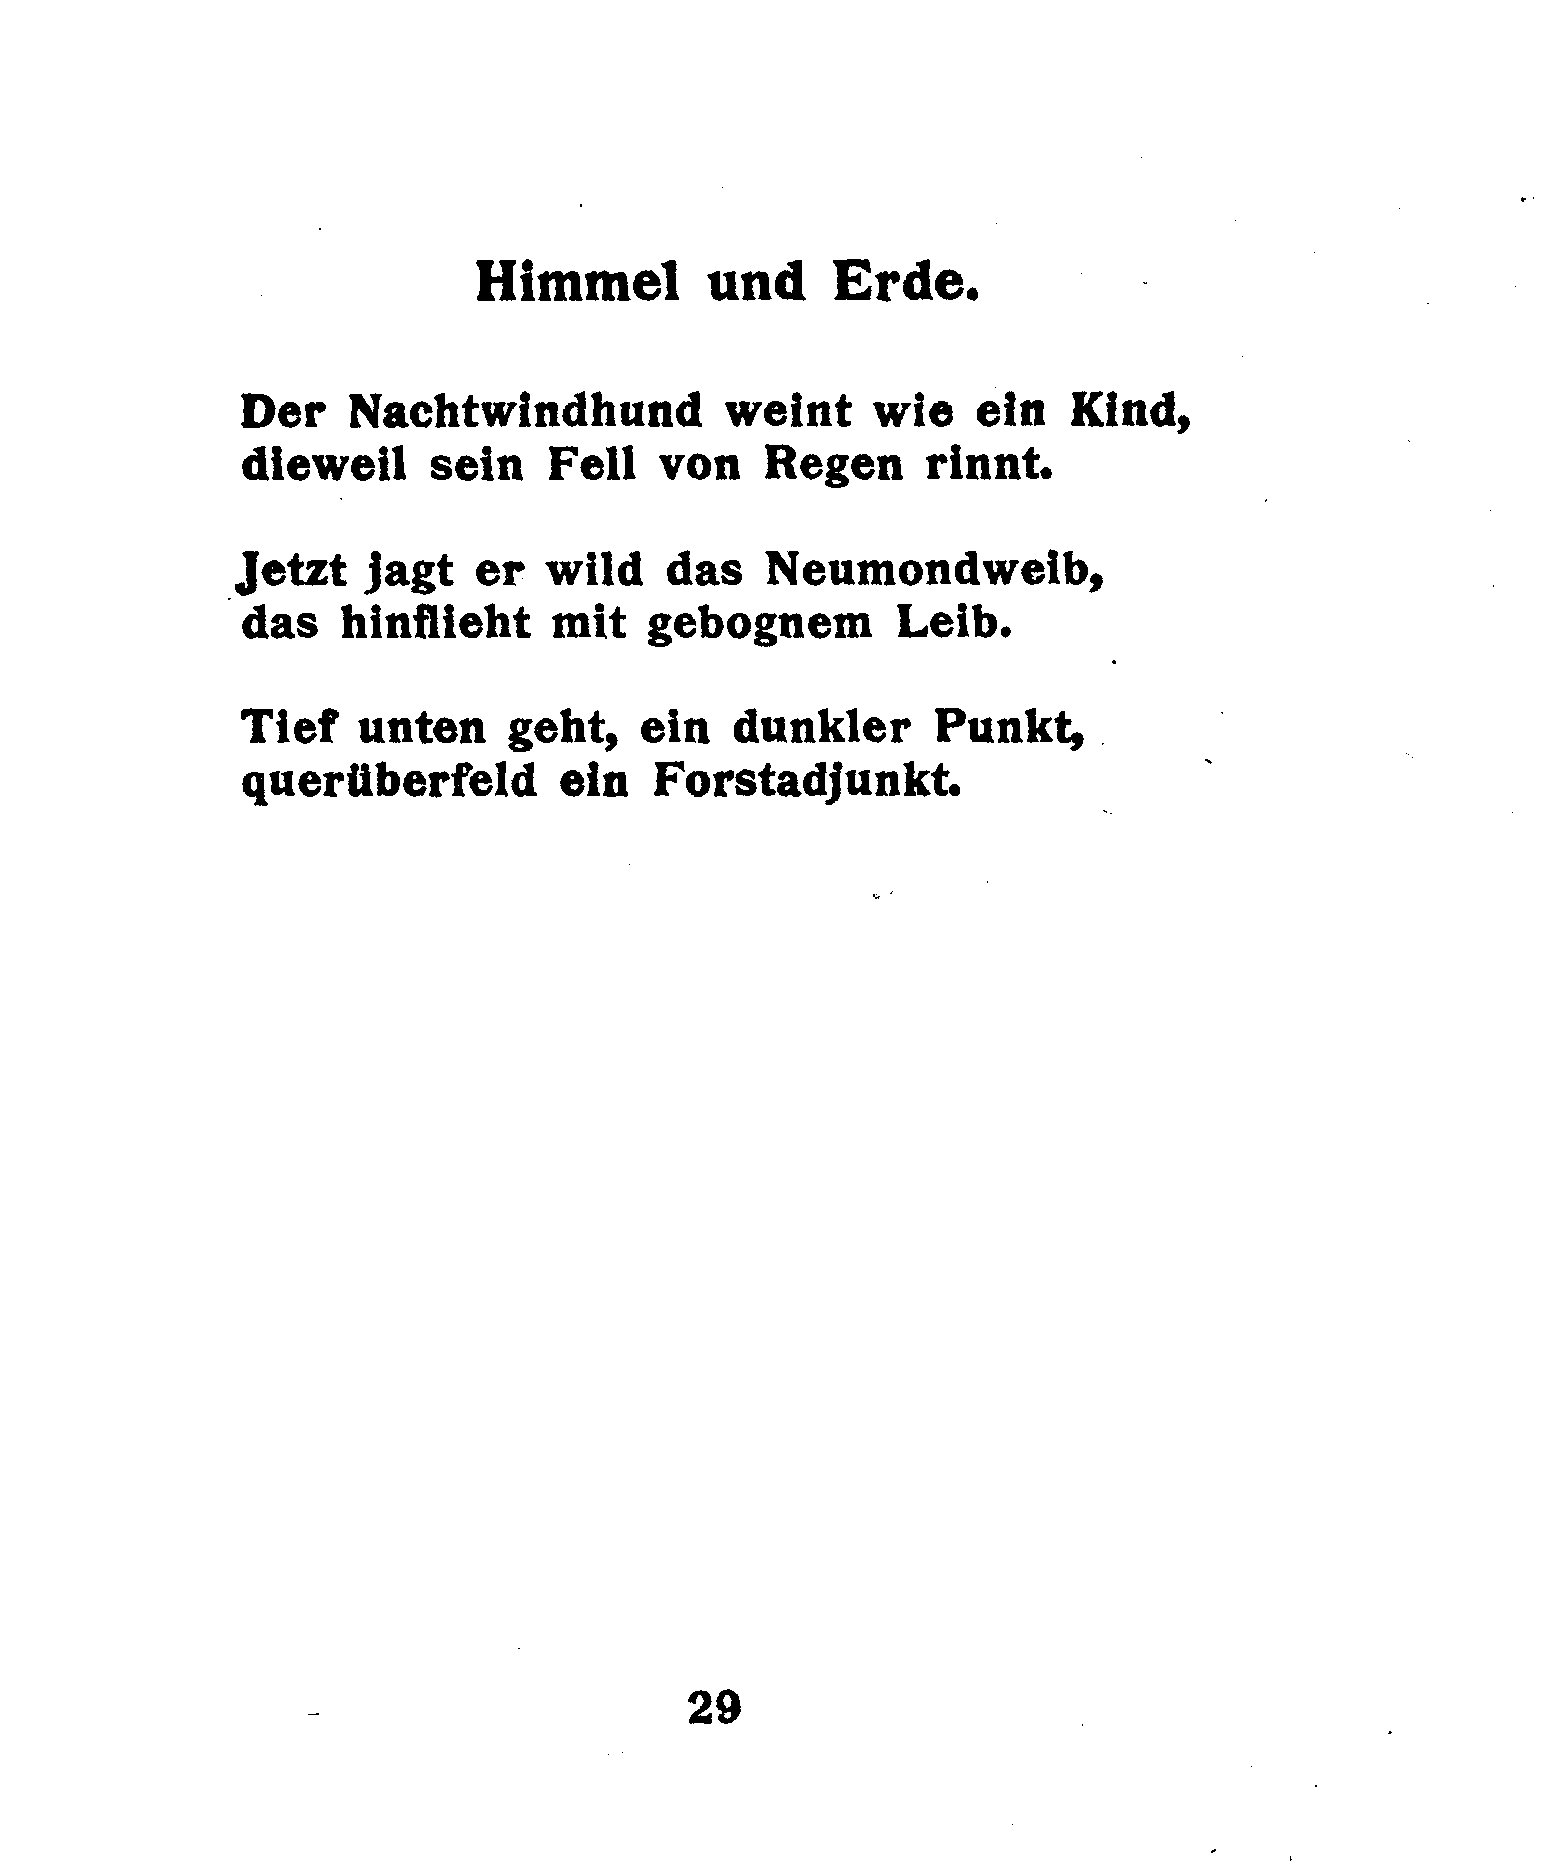 Himmel und Erde.
Der Nachtwindhund weint wie ein Kind,
dieweil sein Fell von Regen rinnt.
Jetzt jagt er wild das Neumondweib,
das hinflieht mit gebognem Leib.
Tief unten geht, ein dunkler Punkt,
querüberfeld ein Forstadjunkt.
29